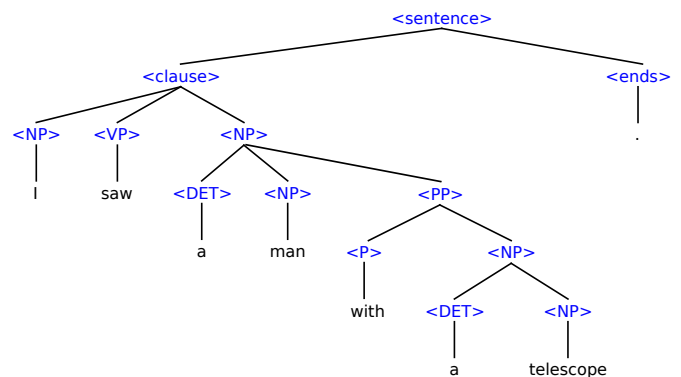 <sentence>
<clause> <ends>
<NP> <VP> <NP> .
I saw <DET> <NP> <PP>
a man <P> <NP>
with <DET> <NP>
a telescope